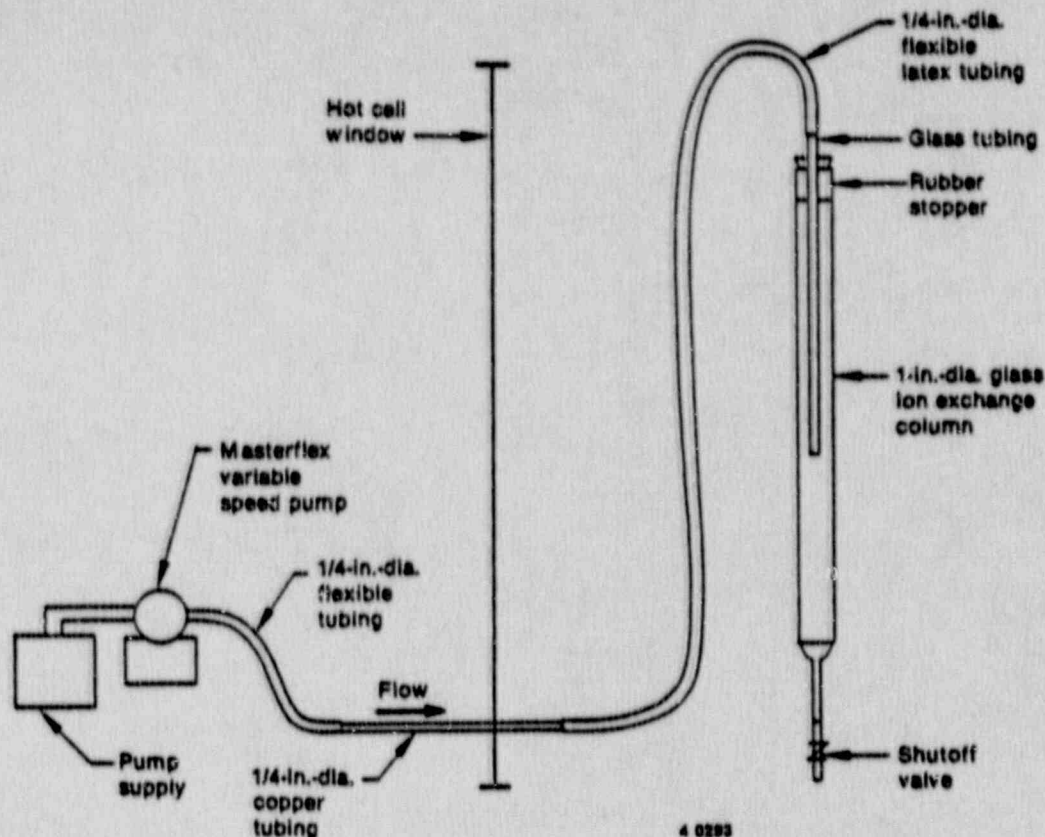 1/4-in.-dia.
flexible
latex tubing
Hot cell
window
Glass tubing
Rubber
stopper
1-in.-dia. glass
ion exchange
column
Masterflex
variable
speed pump
1/4-in.-dia.
flexible
tubing
Flow
Pump
supply
1/4-in.-dia.
copper
tubing
Shutoff
valve
4 0293